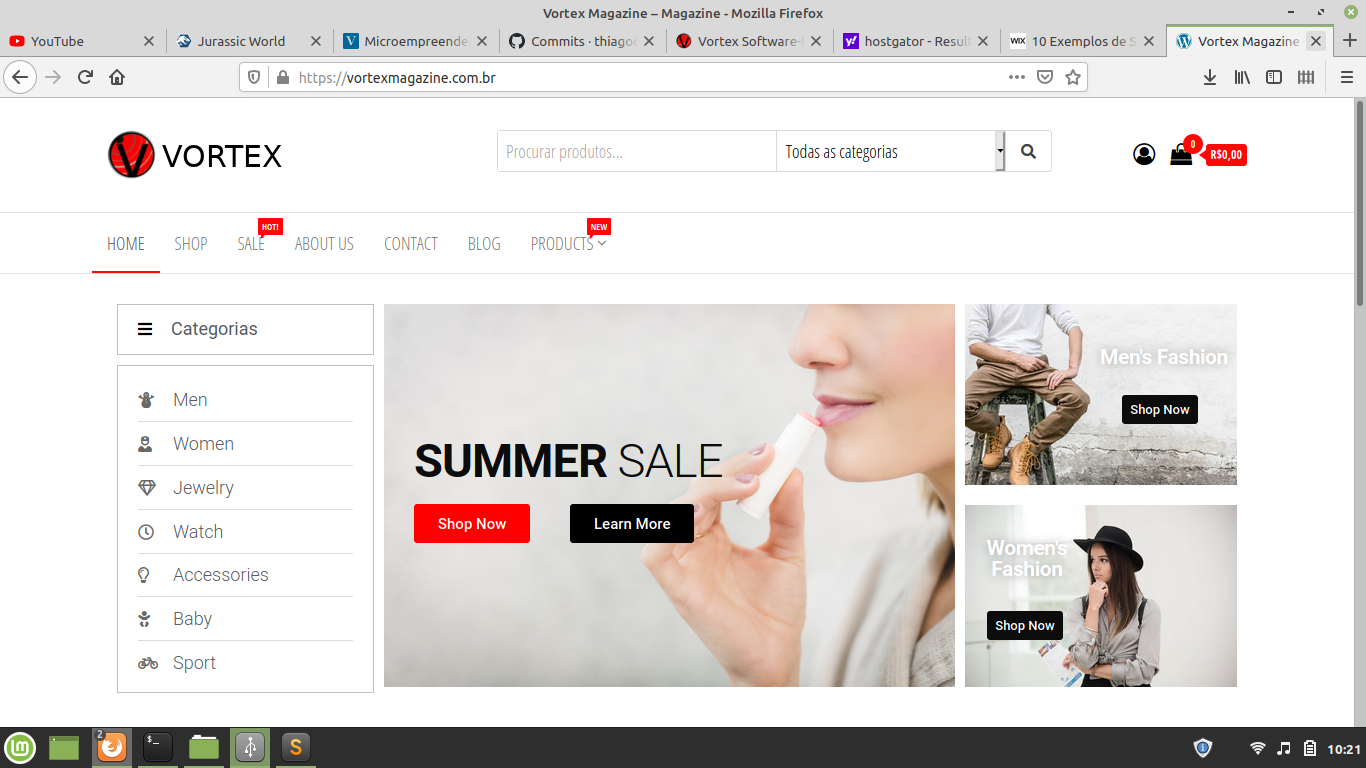 Vortex Magazine – Magazine - Mozilla Firefox
YouTube
Jurassic World
Microempreende
Commits · thiago
Vortex Software-
hostgator - Result
WIX
10 Exemplos de S
Vortex Magazine
https://vortexmagazine.com.br
VORTEX
Procurar produtos...
Todas as categorias
0
R$0,00
HOT!
NEW
HOME
SHOP
SALE
ABOUT US
CONTACT
BLOG
PRODUCTS
Categorias
Men
Women
Jewelry
Watch
Accessories
Baby
Sport
SUMMER SALE
Shop Now
Learn More
Men's Fashion
Shop Now
Women's
Fashion
Shop Now
2
10:21